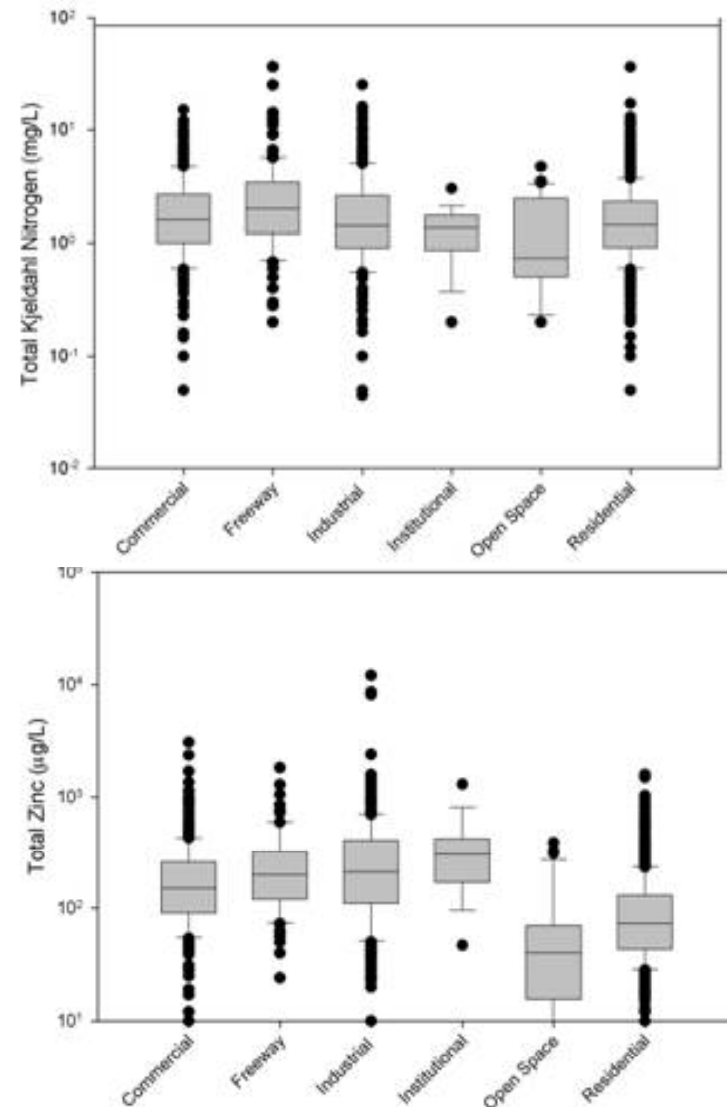 Total Kjeldahl Nitrogen (mg/L)
10²
10¹
10⁰
10⁻¹
10⁻²
Commercial
Freeway
Industrial
Institutional
Open Space
Residential
Total Zinc (µg/L)
10⁵
10⁴
10³
10²
10¹
Commercial
Freeway
Industrial
Institutional
Open Space
Residential